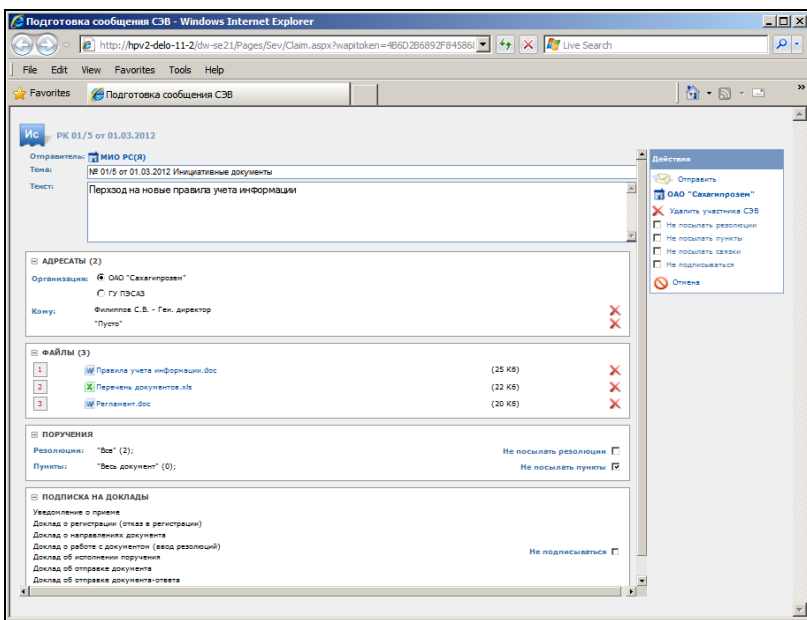 Подготовка сообщения СЭВ - Windows Internet Explorer
http://hpv2-delo-11-2/dw-se21/Pages/Sev/Claim.aspx?wapitoken=4B6D2B6892F84586
Live Search
File Edit View Favorites Tools Help
Favorites Подготовка сообщения СЭВ
Ис РК 01/5 от 01.03.2012
Отправитель: МИО РС(Я)
Тема: № 01/5 от 01.03.2012 Инициативные документы
Текст: Перхзод на новые правила учета информации
АДРЕСАТЫ (2)
Организация: ОАО "Сахагипрозем"
ГУ ПЭСАЗ
Кому: Филиппов С.В. - Ген. директор
"Пусто"
ФАЙЛЫ (3)
1 Правила учета информации.doc (25 Кб)
2 Перечень документов.xls (22 Кб)
3 Регламент.doc (20 Кб)
ПОРУЧЕНИЯ
Резолюции: "Все" (2); Не посылать резолюции
Пункты: "Весь документ" (0); Не посылать пункты
ПОДПИСКА НА ДОКЛАДЫ
Уведомление о приеме
Доклад о регистрации (отказ в регистрации)
Доклад о направлениях документа
Доклад о работе с документом (ввод резолюций)
Доклад об исполнении поручения
Доклад об отправке документа
Доклад об отправке документа-ответа
Не подписываться
Действия
Отправить
ОАО "Сахагипрозем"
Удалить участника СЭВ
Не посылать резолюции
Не посылать пункты
Не посылать связки
Не подписываться
Отмена